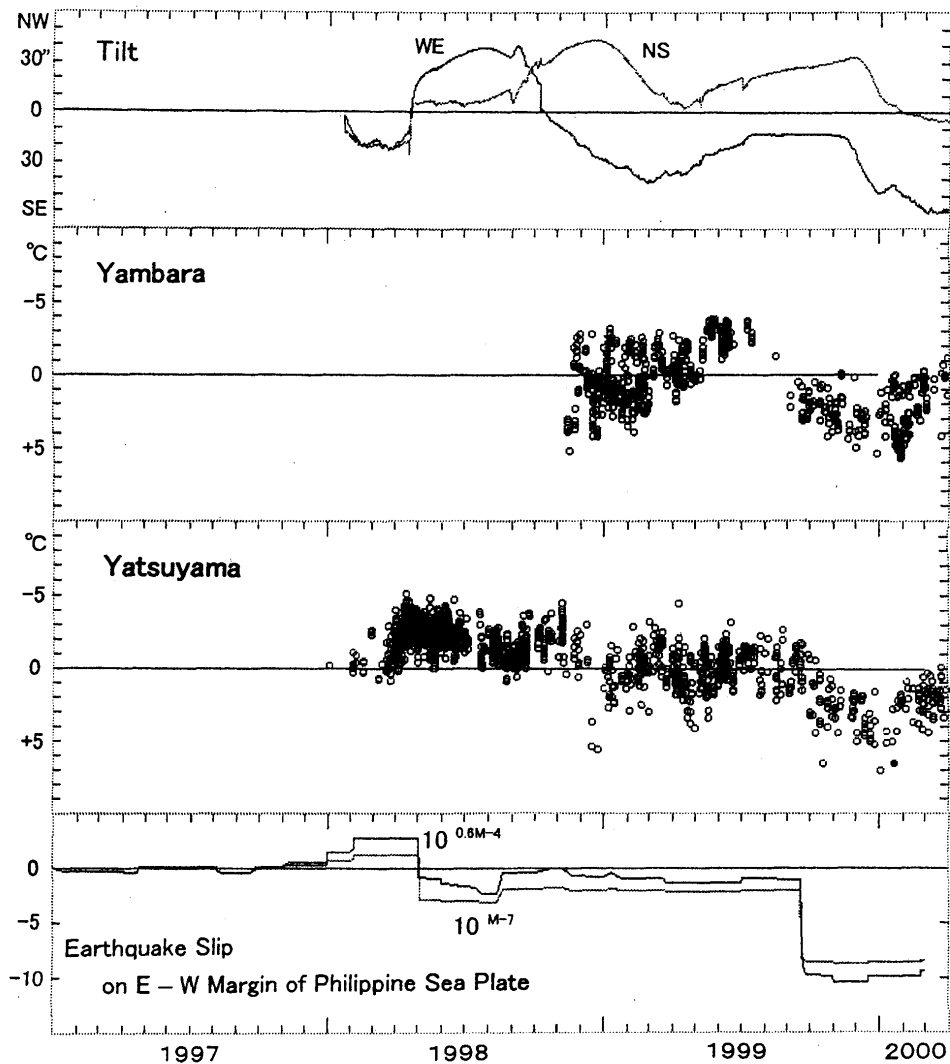 NW
30"
0
30
SE
Tilt
WE
NS
°C
-5
0
+5
Yambara
°C
-5
0
+5
Yatsuyama
0
-5
-10
10 0.6M-4
10 M-7
Earthquake Slip
on E – W Margin of Philippine Sea Plate
1997 1998 1999 2000